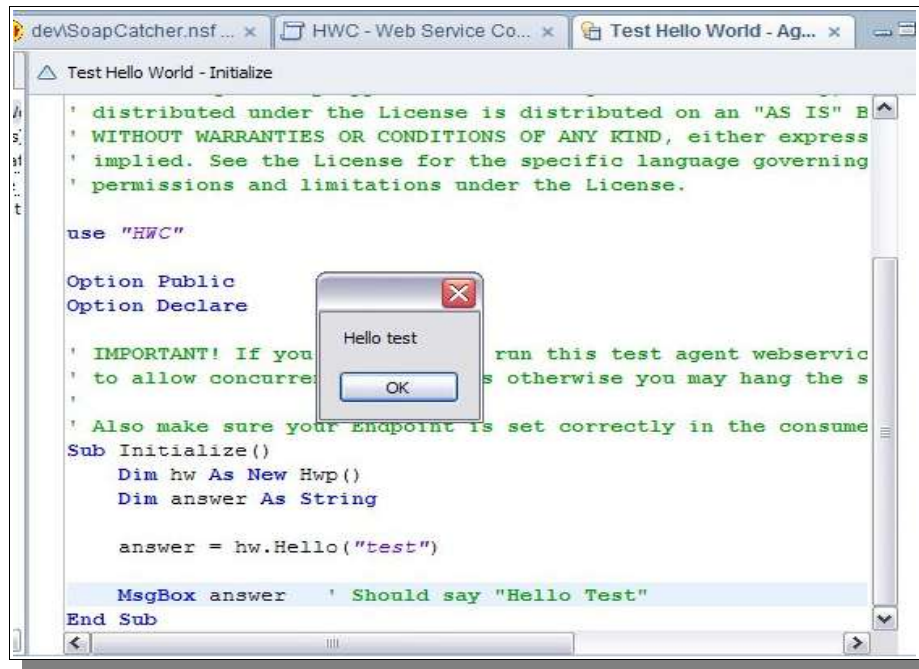 dev\SoapCatcher.nsf ...
HWC - Web Service Co...
Test Hello World - Ag...
Test Hello World - Initialize
' distributed under the License is distributed on an "AS IS" B
' WITHOUT WARRANTIES OR CONDITIONS OF ANY KIND, either express
' implied. See the License for the specific language governing
' permissions and limitations under the License.
use "HWC"
Option Public
Option Declare
' IMPORTANT! If you run this test agent webservic
' to allow concurre s otherwise you may hang the s
'
' Also make sure your Endpoint is set correctly in the consume
Sub Initialize()
Dim hw As New Hwp()
Dim answer As String
answer = hw.Hello("test")
MsgBox answer ' Should say "Hello Test"
End Sub
Hello test
OK